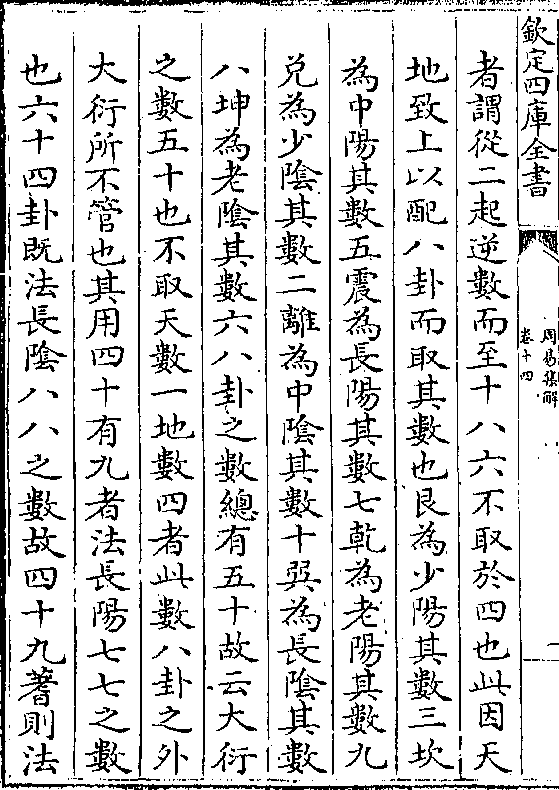 欽定四庫全書
周易集解
卷十四
者謂從二起逆數而至十八六不取於四也此因天
地致上以配八卦而取其數也艮為少陽其數三坎
為中陽其數五震為長陽其數七乾為老陽其數九
兌為少陰其數二離為中陰其數十巽為長陰其數
八坤為老陰其數六八卦之數總有五十故云大衍
之數五十也不取天數一地數四者此數八卦之外
大衍所不管也其用四十有九者法長陽七七之數
也六十四卦既法長陰八八之數故四十九蓍則法